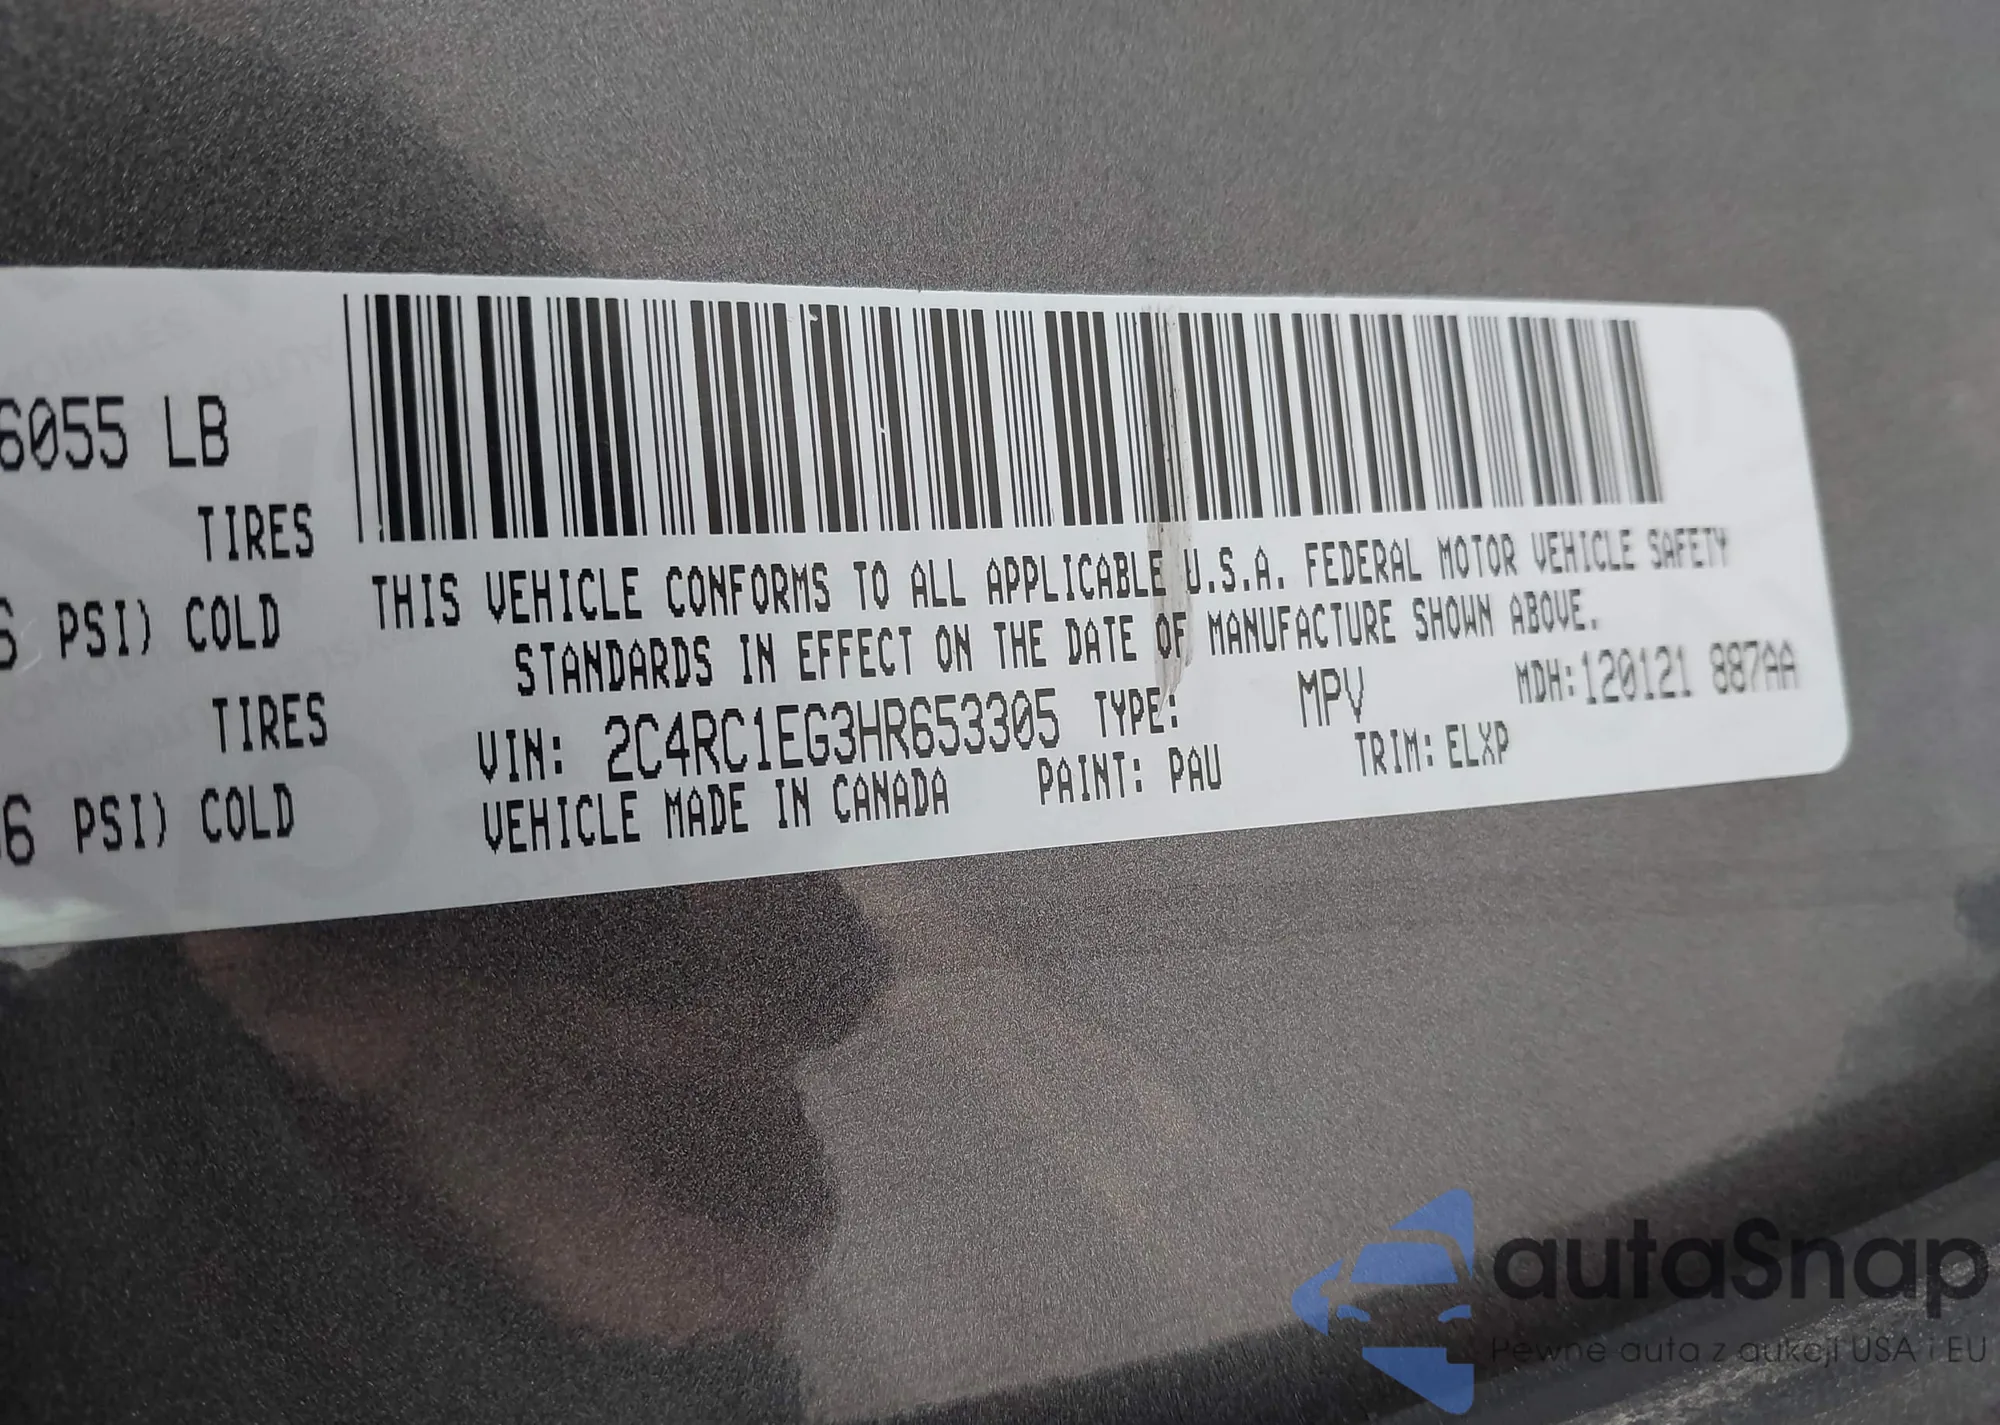 6055 LB
TIRES
6 PSI) COLD
TIRES
6 PSI) COLD
THIS VEHICLE CONFORMS TO ALL APPLICABLE U.S.A. FEDERAL MOTOR VEHICLE SAFETY
STANDARDS IN EFFECT ON THE DATE OF MANUFACTURE SHOWN ABOVE.
VIN: 2C4RC1EG3HR653305 TYPE: MPV MDH:120121 887AA
VEHICLE MADE IN CANADA PAINT: PAU TRIM: ELXP
autaSnap
Pewne auta z aukcji USA i EU